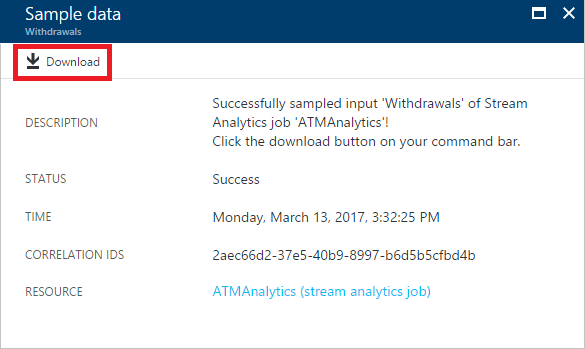 Sample data
Withdrawals
Download
DESCRIPTION
Successfully sampled input 'Withdrawals' of Stream
Analytics job 'ATMAnalytics'!
Click the download button on your command bar.
STATUS
Success
TIME
Monday, March 13, 2017, 3:32:25 PM
CORRELATION IDS
2aec66d2-37e5-40b9-8997-b6d5b5cfbd4b
RESOURCE
ATMAnalytics (stream analytics job)